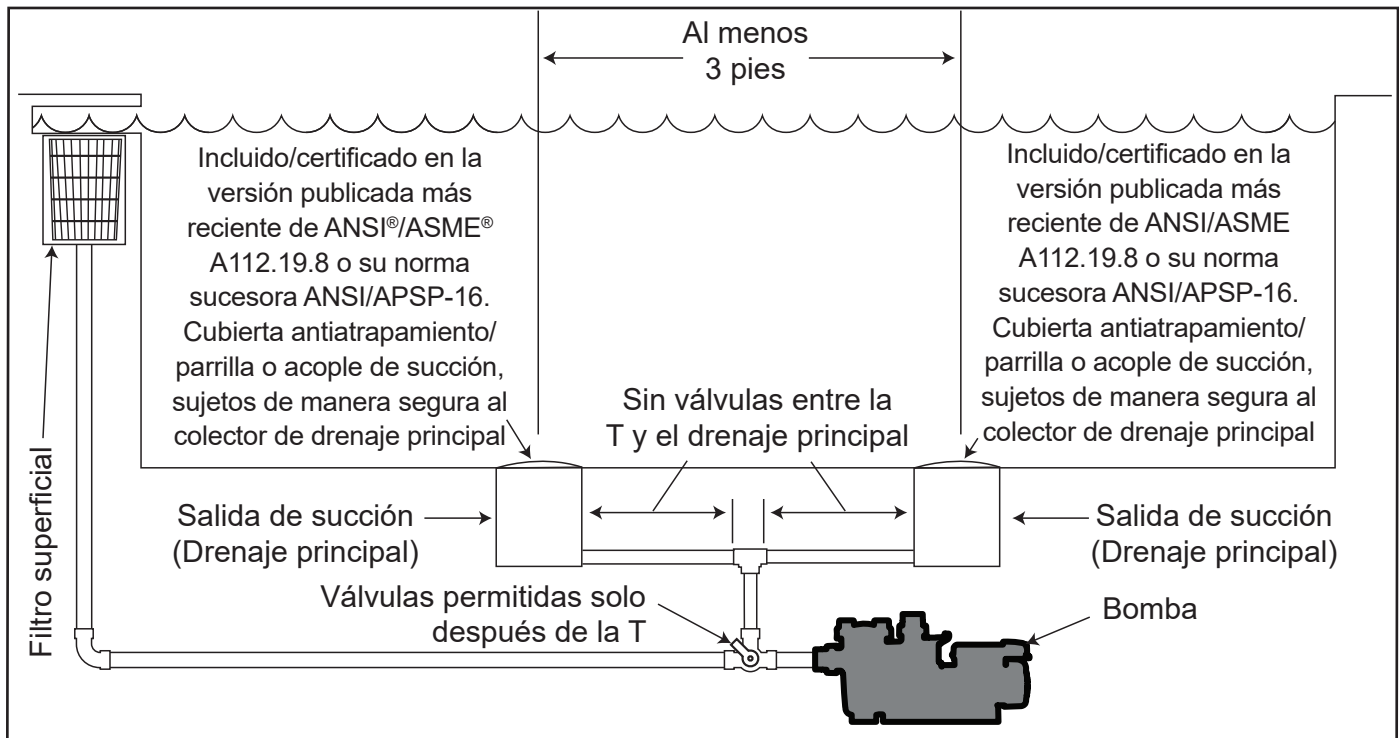 Al menos
3 pies
Incluido/certificado en la
versión publicada más
reciente de ANSI®/ASME®
A112.19.8 o su norma
sucesora ANSI/APSP-16.
Cubierta antiatrapamiento/
parrilla o acople de succión,
sujetos de manera segura al
colector de drenaje principal
Incluido/certificado en la
versión publicada más
reciente de ANSI/ASME
A112.19.8 o su norma
sucesora ANSI/APSP-16.
Cubierta antiatrapamiento/
parrilla o acople de succión,
sujetos de manera segura al
colector de drenaje principal
Sin válvulas entre la
T y el drenaje principal
Filtro superficial
Salida de succión
(Drenaje principal)
Salida de succión
(Drenaje principal)
Válvulas permitidas solo
después de la T
Bomba